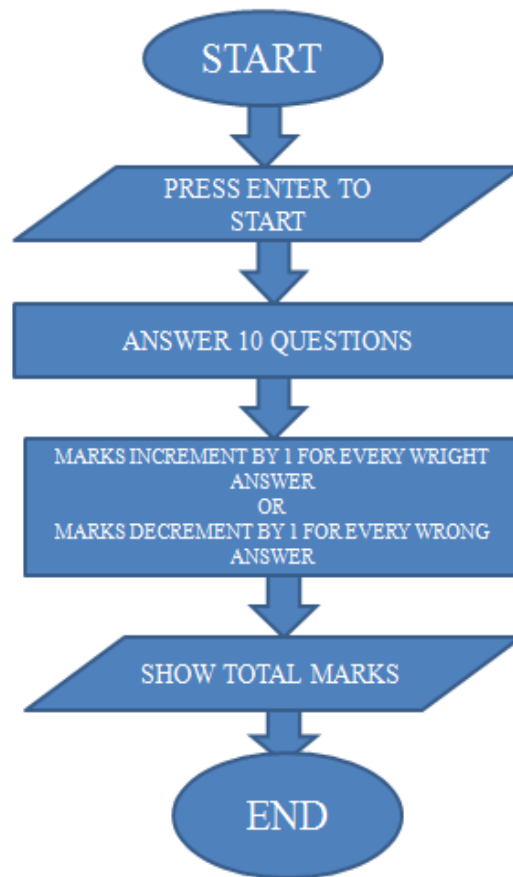 START
PRESS ENTER TO
START
ANSWER 10 QUESTIONS
MARKS INCREMENT BY 1 FOR EVERY WRIGHT
ANSWER
OR
MARKS DECREMENT BY 1 FOR EVERY WRONG
ANSWER
SHOW TOTAL MARKS
END